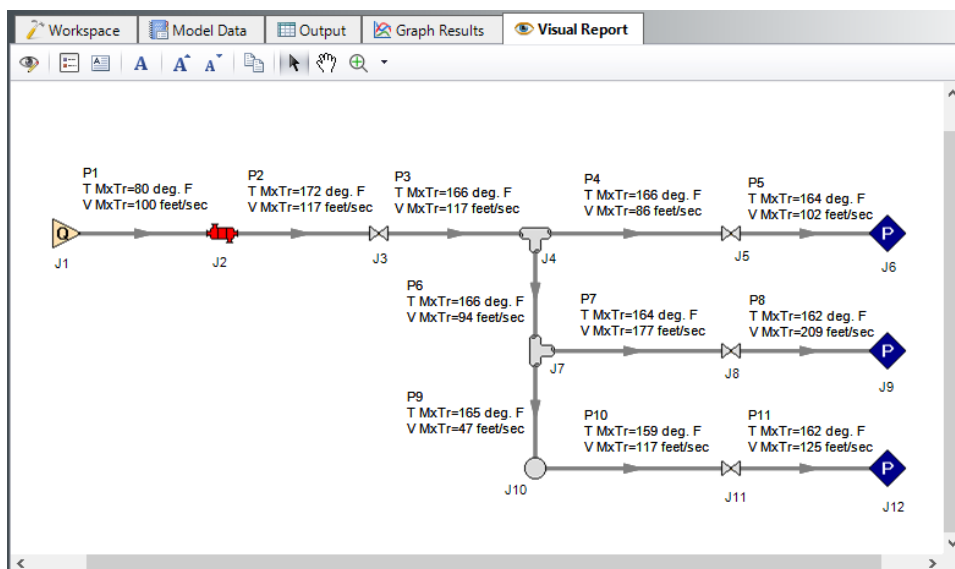 Workspace
Model Data
Output
Graph Results
Visual Report
A
A
A
P1
T MxTr=80 deg. F
V MxTr=100 feet/sec
P2
T MxTr=172 deg. F
V MxTr=117 feet/sec
P3
T MxTr=166 deg. F
V MxTr=117 feet/sec
P4
T MxTr=166 deg. F
V MxTr=86 feet/sec
P5
T MxTr=164 deg. F
V MxTr=102 feet/sec
Q
P
J1
J2
J3
J4
J5
J6
P6
T MxTr=166 deg. F
V MxTr=94 feet/sec
P7
T MxTr=164 deg. F
V MxTr=177 feet/sec
P8
T MxTr=162 deg. F
V MxTr=209 feet/sec
P
J7
J8
J9
P9
T MxTr=165 deg. F
V MxTr=47 feet/sec
P10
T MxTr=159 deg. F
V MxTr=117 feet/sec
P11
T MxTr=162 deg. F
V MxTr=125 feet/sec
P
J10
J11
J12